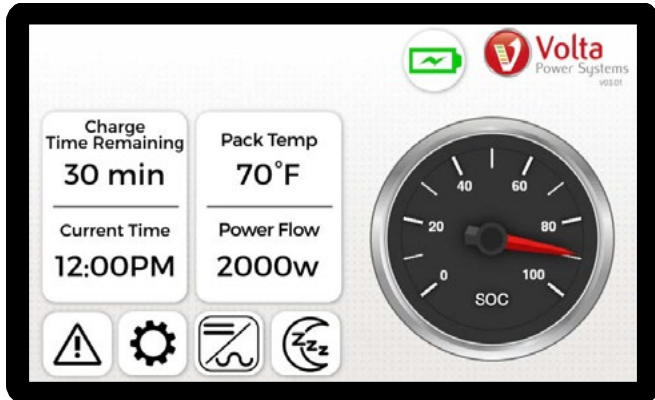 Volta
Power Systems
V03.01
Charge
Time Remaining
30 min
Pack Temp
70°F
Current Time
12:00PM
Power Flow
2000w
0
20
40
60
80
100
SOC
ZZZ